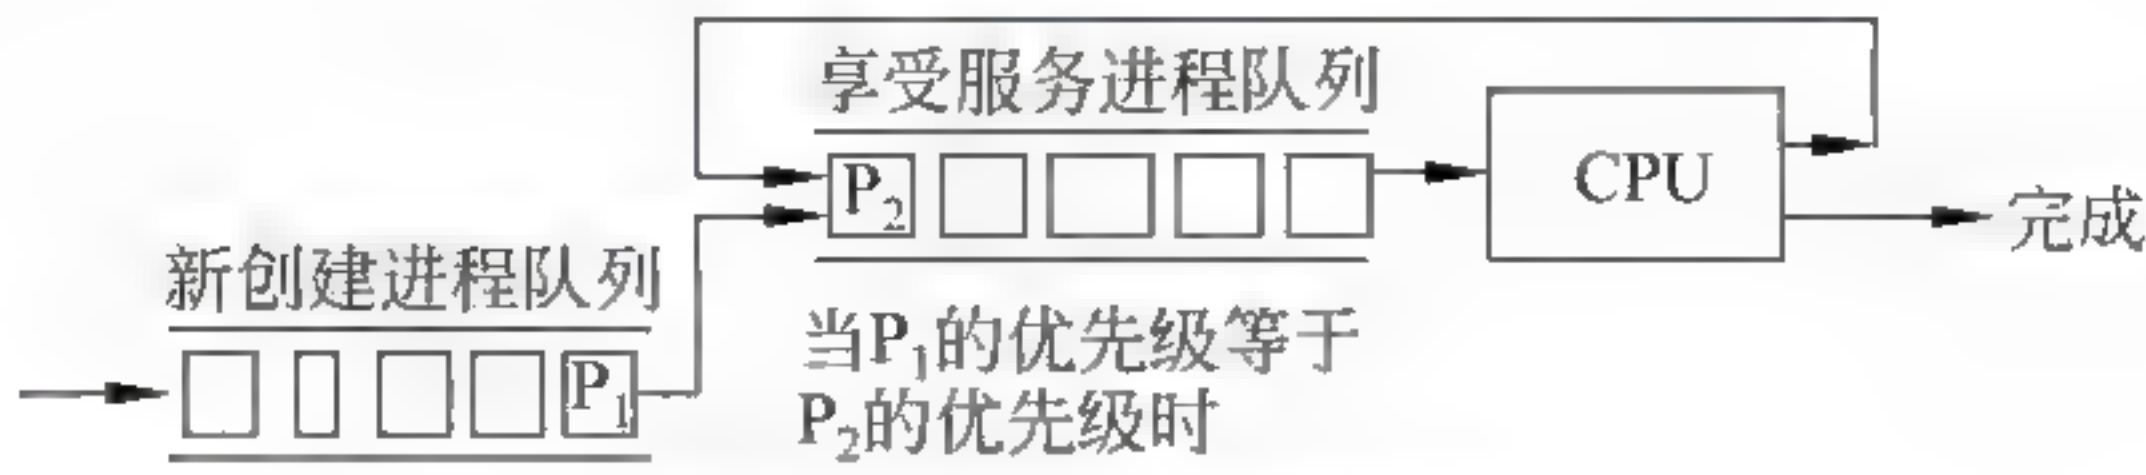 享受服务进程队列
P₂
CPU
完成
新创建进程队列
P₁
当P₁的优先级等于
P₂的优先级时